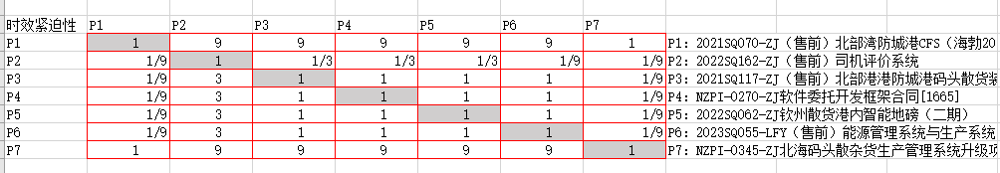 时效紧迫性 P1 P2 P3 P4 P5 P6 P7
P1 1 9 9 9 9 9 1 P1：2021SQ070-ZJ（售前）北部湾防城港CFS（海勃20
P2 1/9 1 1/3 1/3 1/3 1/9 1/9 P2：2022SQ162-ZJ（售前）司机评价系统
P3 1/9 3 1 1 1 1 1/9 P3：2021SQ117-ZJ（售前）北部港港防城港码头散货装
P4 1/9 3 1 1 1 1 1/9 P4：NZPI-0270-ZJ软件委托开发框架合同[1665]
P5 1/9 3 1 1 1 1 1/9 P5：2022SQ062-ZJ钦州散货港内智能地磅（二期）
P6 1/9 3 1 1 1 1 1/9 P6：2023SQ055-LFY（售前）能源管理系统与生产系统
P7 1 9 9 9 9 9 1 P7：NZPI-0345-ZJ北海码头散杂货生产管理系统升级项